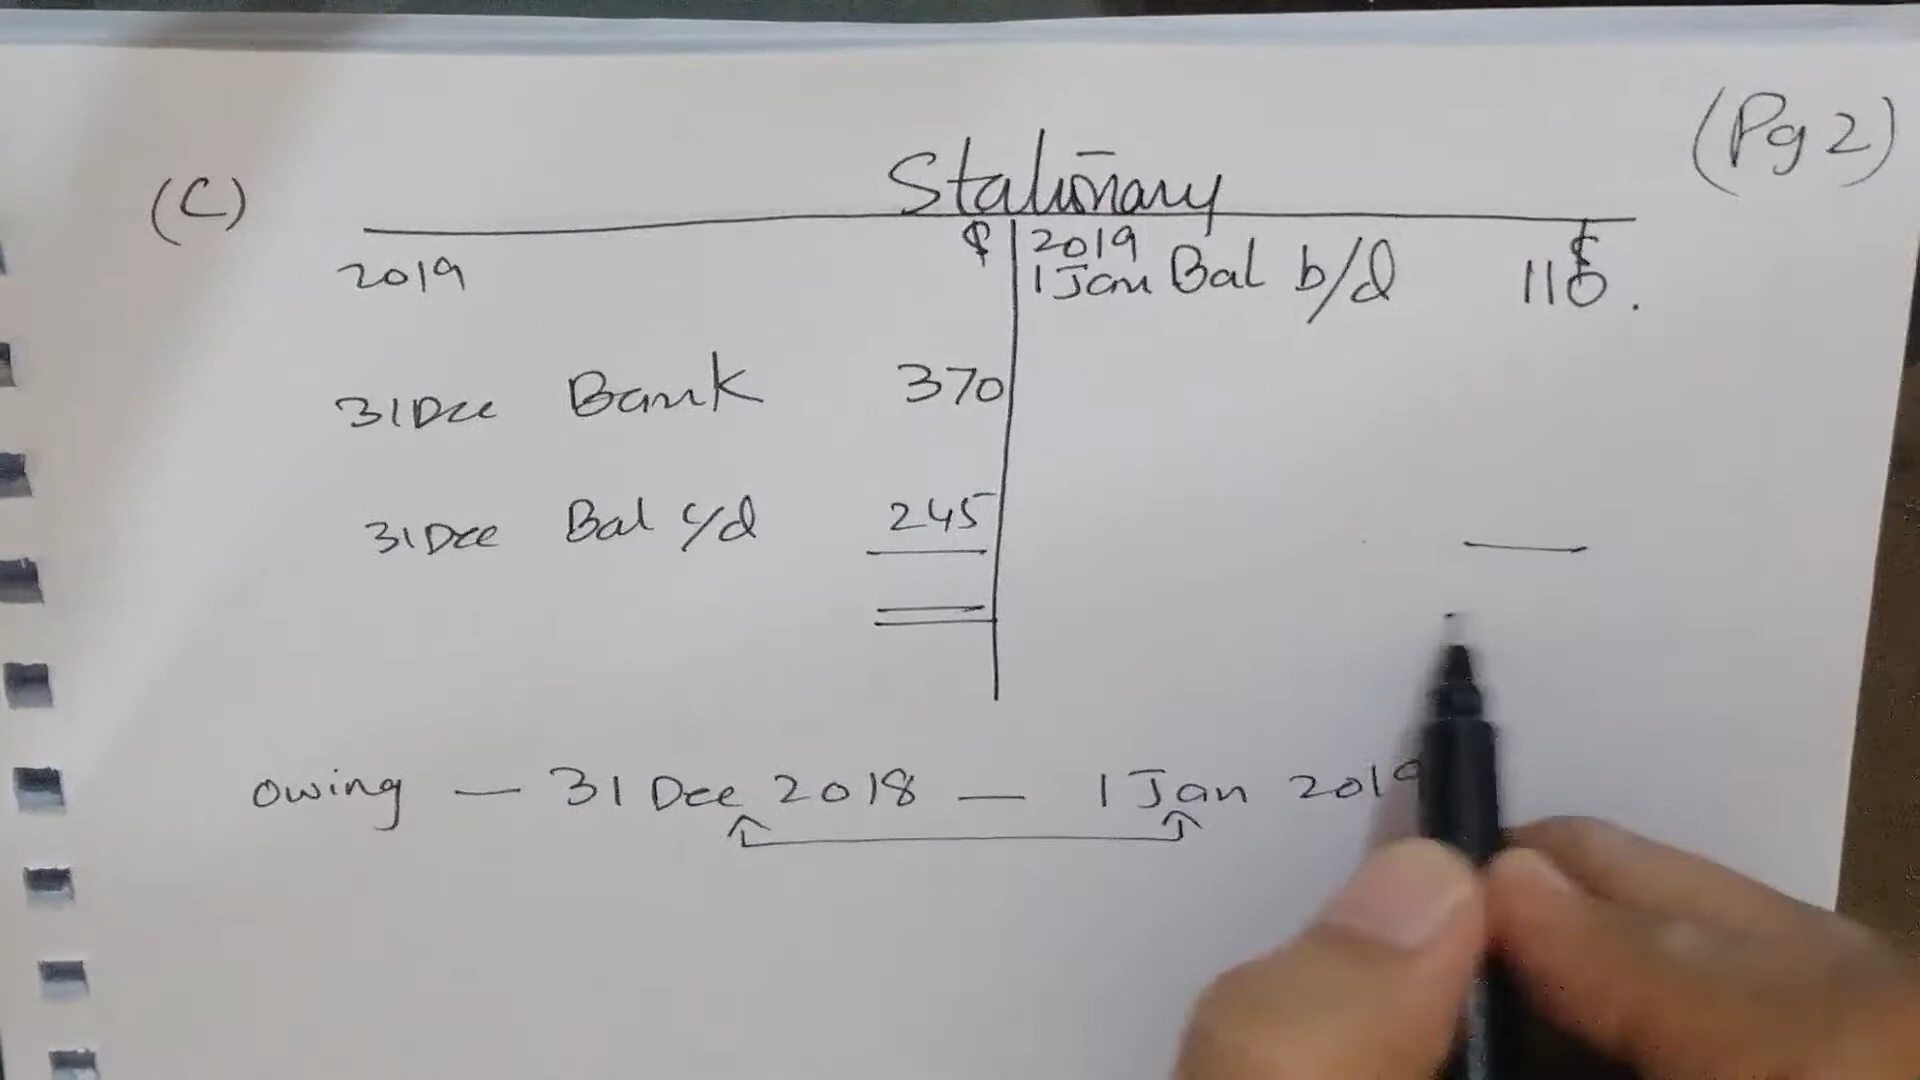 (Pg 2)
(C)
Stationary
$ 2019 $
2019 1 Jan Bal b/d 110.
31 Dec Bank 370
31 Dec Bal c/d 245
owing — 31 Dec 2018 — 1 Jan 2019